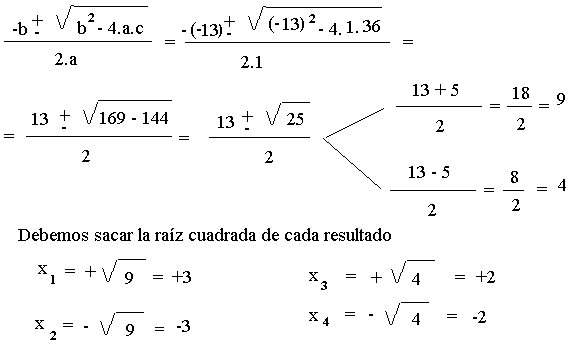 -b ± √b² - 4.a.c / 2.a = - (-13) ± √(-13)² - 4.1.36 / 2.1 =
= 13 ± √169 - 144 / 2 = 13 ± √25 / 2
13 + 5 / 2 = 18 / 2 = 9
13 - 5 / 2 = 8 / 2 = 4
Debemos sacar la raíz cuadrada de cada resultado
x₁ = + √9 = +3 x₃ = + √4 = +2
x₂ = - √9 = -3 x₄ = - √4 = -2